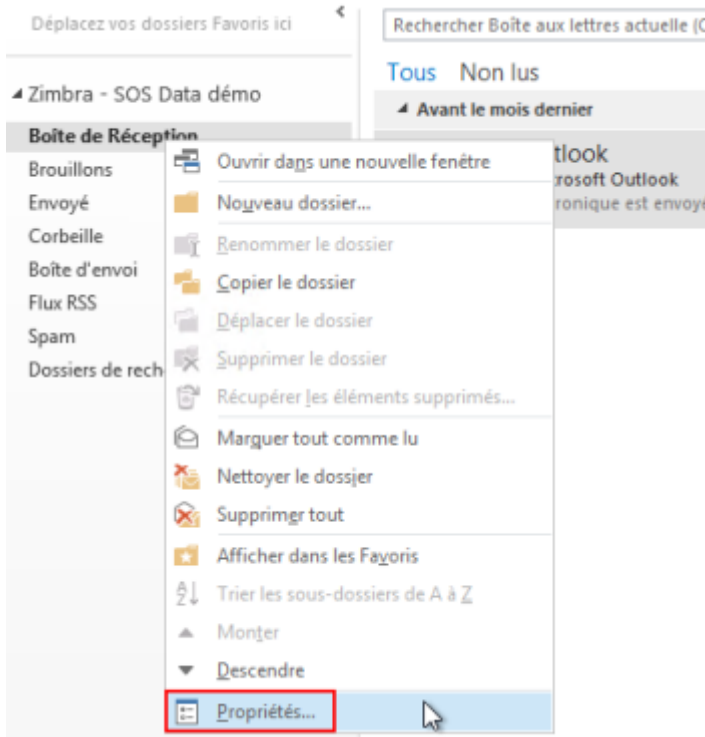 Déplacez vos dossiers Favoris ici
Rechercher Boîte aux lettres actuelle (C
Tous Non lus
Zimbra - SOS Data démo
Avant le mois dernier
Boîte de Réception
Brouillons
Envoyé
Corbeille
Boîte d'envoi
Flux RSS
Spam
Dossiers de rech
Ouvrir dans une nouvelle fenêtre
Nouveau dossier...
Renommer le dossier
Copier le dossier
Déplacer le dossier
Supprimer le dossier
Récupérer les éléments supprimés...
Marquer tout comme lu
Nettoyer le dossier
Supprimer tout
Afficher dans les Favoris
Trier les sous-dossiers de A à Z
Monter
Descendre
Propriétés...
tlook
rosoft Outlook
ronique est envoyé